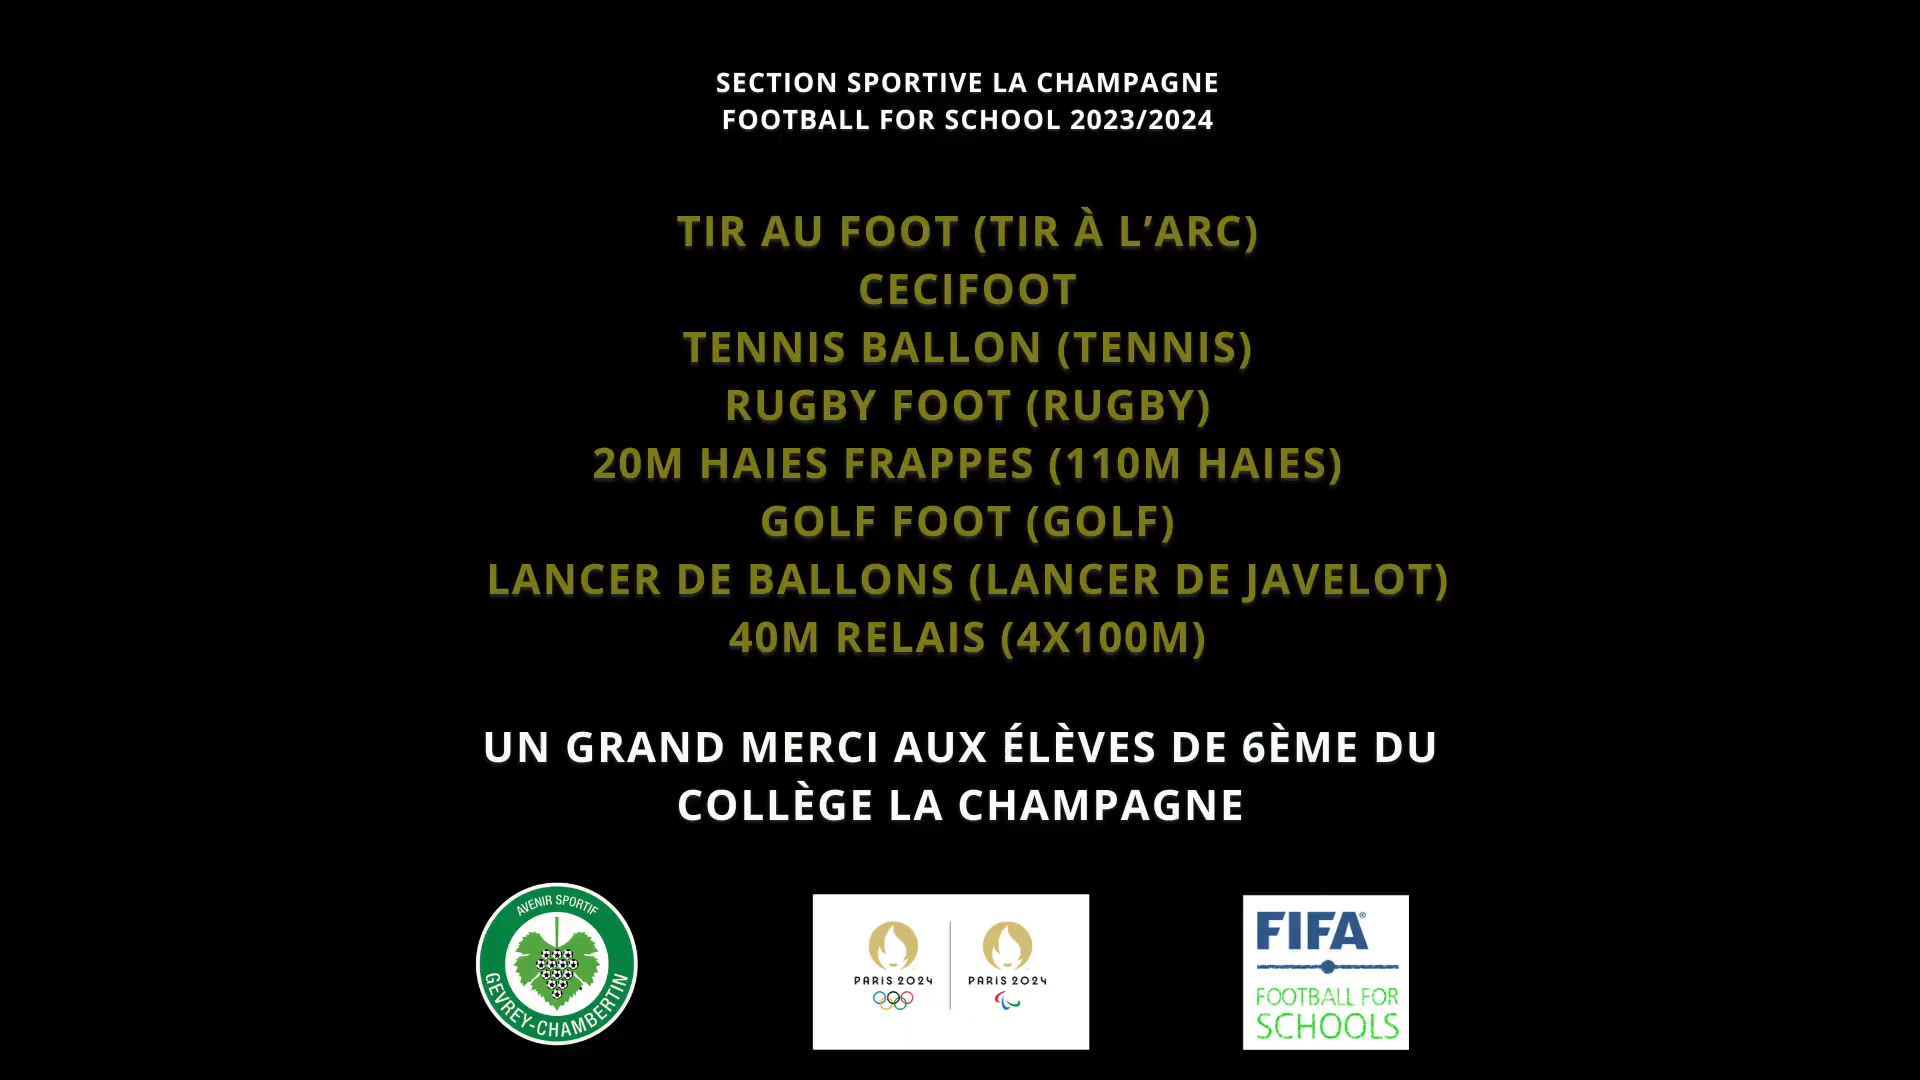 SECTION SPORTIVE LA CHAMPAGNE
FOOTBALL FOR SCHOOL 2023/2024
TIR AU FOOT (TIR À L’ARC)
CECIFOOT
TENNIS BALLON (TENNIS)
RUGBY FOOT (RUGBY)
20M HAIES FRAPPES (110M HAIES)
GOLF FOOT (GOLF)
LANCER DE BALLONS (LANCER DE JAVELOT)
40M RELAIS (4X100M)
UN GRAND MERCI AUX ÉLÈVES DE 6ÈME DU
COLLÈGE LA CHAMPAGNE
AVENIR SPORTIF
GEVREY-CHAMBERTIN
PARIS 2024
PARIS 2024
FIFA®
FOOTBALL FOR
SCHOOLS